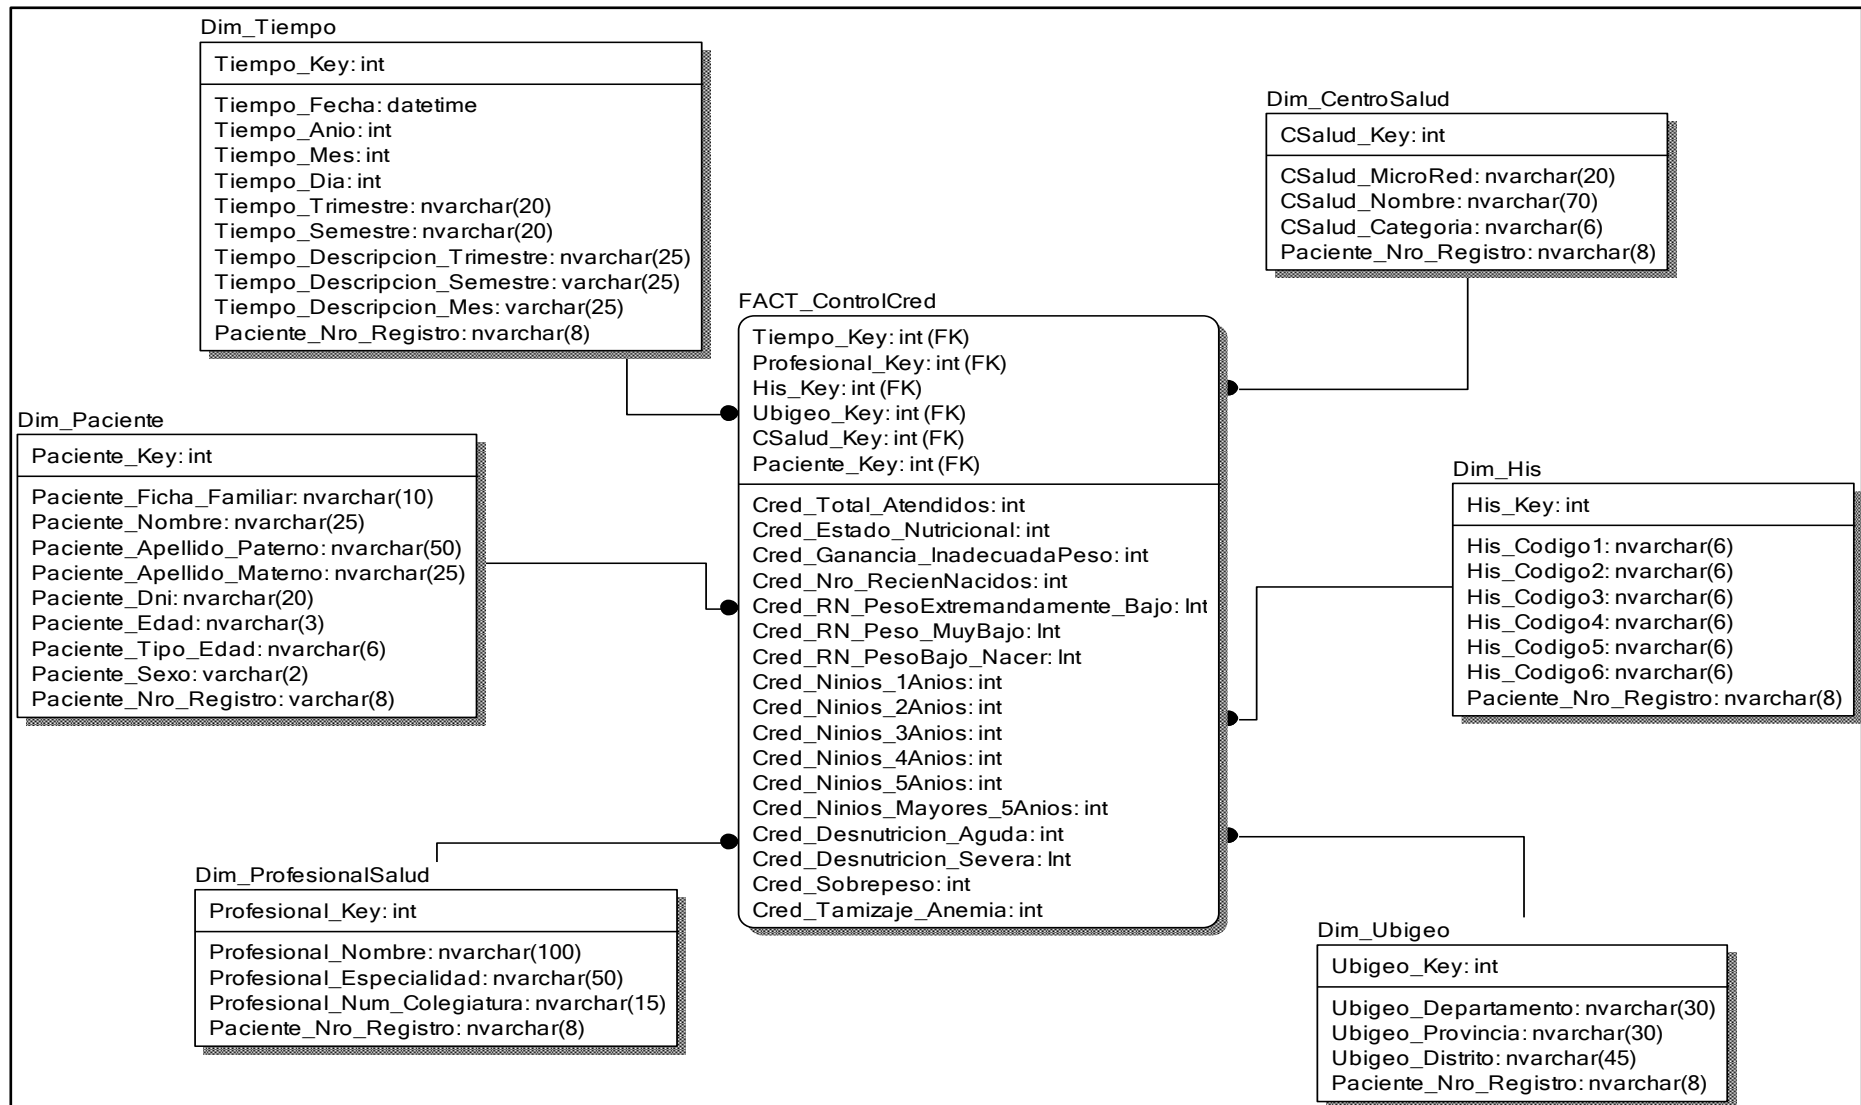 Dim_Tiempo
Tiempo_Key: int
Tiempo_Fecha: datetime
Tiempo_Anio: int
Tiempo_Mes: int
Tiempo_Dia: int
Tiempo_Trimestre: nvarchar(20)
Tiempo_Semestre: nvarchar(20)
Tiempo_Descripcion_Trimestre: nvarchar(25)
Tiempo_Descripcion_Semestre: varchar(25)
Tiempo_Descripcion_Mes: varchar(25)
Paciente_Nro_Registro: nvarchar(8)
Dim_CentroSalud
CSalud_Key: int
CSalud_MicroRed: nvarchar(20)
CSalud_Nombre: nvarchar(70)
CSalud_Categoria: nvarchar(6)
Paciente_Nro_Registro: nvarchar(8)
FACT_ControlCred
Tiempo_Key: int (FK)
Profesional_Key: int (FK)
His_Key: int (FK)
Ubigeo_Key: int (FK)
CSalud_Key: int (FK)
Paciente_Key: int (FK)
Cred_Total_Atendidos: int
Cred_Estado_Nutricional: int
Cred_Ganancia_InadecuadaPeso: int
Cred_Nro_RecienNacidos: int
Cred_RN_PesoExtremandamente_Bajo: Int
Cred_RN_Peso_MuyBajo: Int
Cred_RN_PesoBajo_Nacer: Int
Cred_Ninios_1Anios: int
Cred_Ninios_2Anios: int
Cred_Ninios_3Anios: int
Cred_Ninios_4Anios: int
Cred_Ninios_5Anios: int
Cred_Ninios_Mayores_5Anios: int
Cred_Desnutricion_Aguda: int
Cred_Desnutricion_Severa: Int
Cred_Sobrepeso: int
Cred_Tamizaje_Anemia: int
Dim_Paciente
Paciente_Key: int
Paciente_Ficha_Familiar: nvarchar(10)
Paciente_Nombre: nvarchar(25)
Paciente_Apellido_Paterno: nvarchar(50)
Paciente_Apellido_Materno: nvarchar(25)
Paciente_Dni: nvarchar(20)
Paciente_Edad: nvarchar(3)
Paciente_Tipo_Edad: nvarchar(6)
Paciente_Sexo: varchar(2)
Paciente_Nro_Registro: varchar(8)
Dim_His
His_Key: int
His_Codigo1: nvarchar(6)
His_Codigo2: nvarchar(6)
His_Codigo3: nvarchar(6)
His_Codigo4: nvarchar(6)
His_Codigo5: nvarchar(6)
His_Codigo6: nvarchar(6)
Paciente_Nro_Registro: nvarchar(8)
Dim_ProfesionalSalud
Profesional_Key: int
Profesional_Nombre: nvarchar(100)
Profesional_Especialidad: nvarchar(50)
Profesional_Num_Colegiatura: nvarchar(15)
Paciente_Nro_Registro: nvarchar(8)
Dim_Ubigeo
Ubigeo_Key: int
Ubigeo_Departamento: nvarchar(30)
Ubigeo_Provincia: nvarchar(30)
Ubigeo_Distrito: nvarchar(45)
Paciente_Nro_Registro: nvarchar(8)